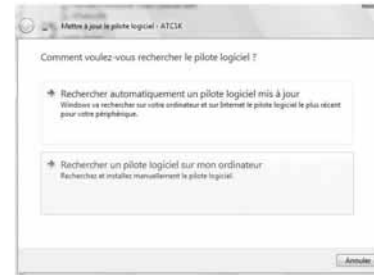 Mettre à jour le pilote logiciel - ATCSK
Comment voulez-vous rechercher le pilote logiciel ?
Rechercher automatiquement un pilote logiciel mis à jour
Windows va rechercher sur votre ordinateur et sur Internet le pilote logiciel le plus récent
pour votre périphérique.
Rechercher un pilote logiciel sur mon ordinateur
Recherchez et installez manuellement le pilote logiciel.
Annuler